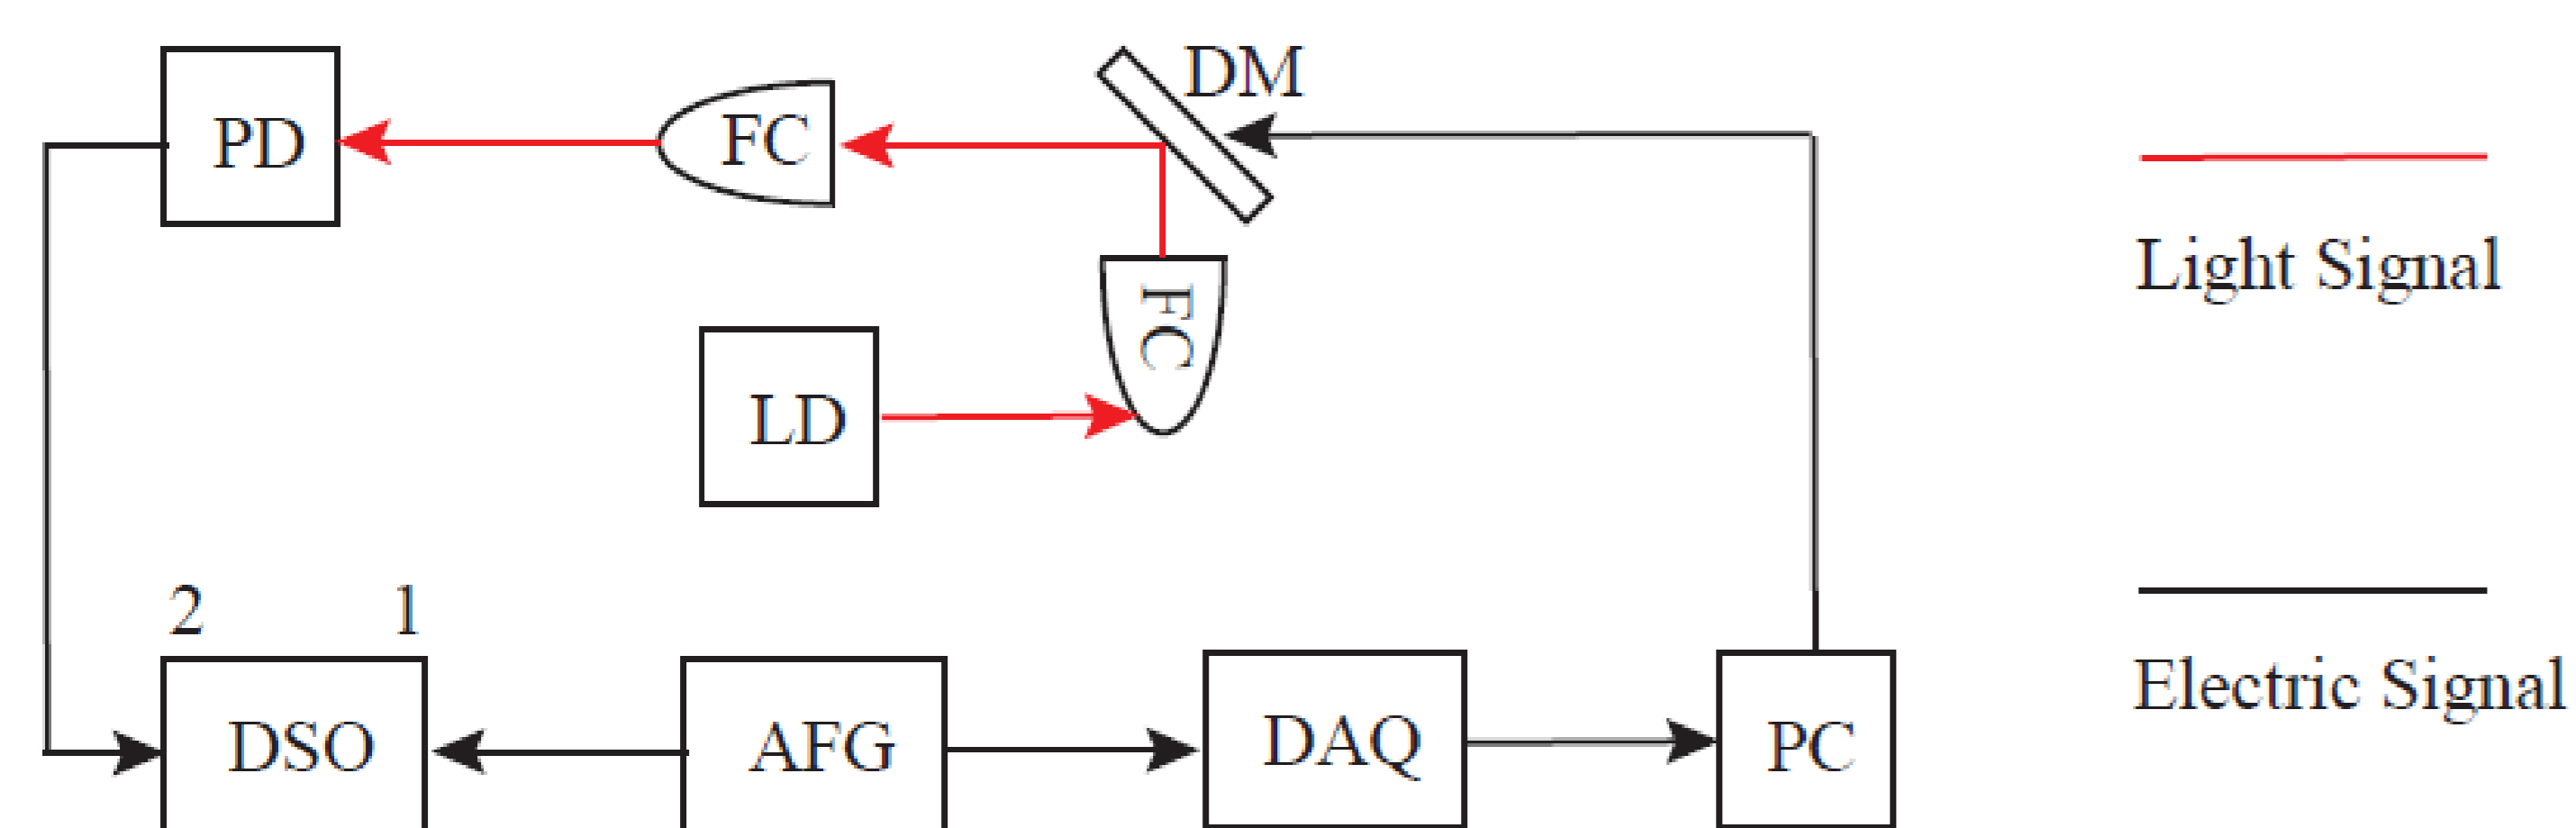 DM
PD
FC
FC
LD
Light Signal
2
1
DSO
AFG
DAQ
PC
Electric Signal